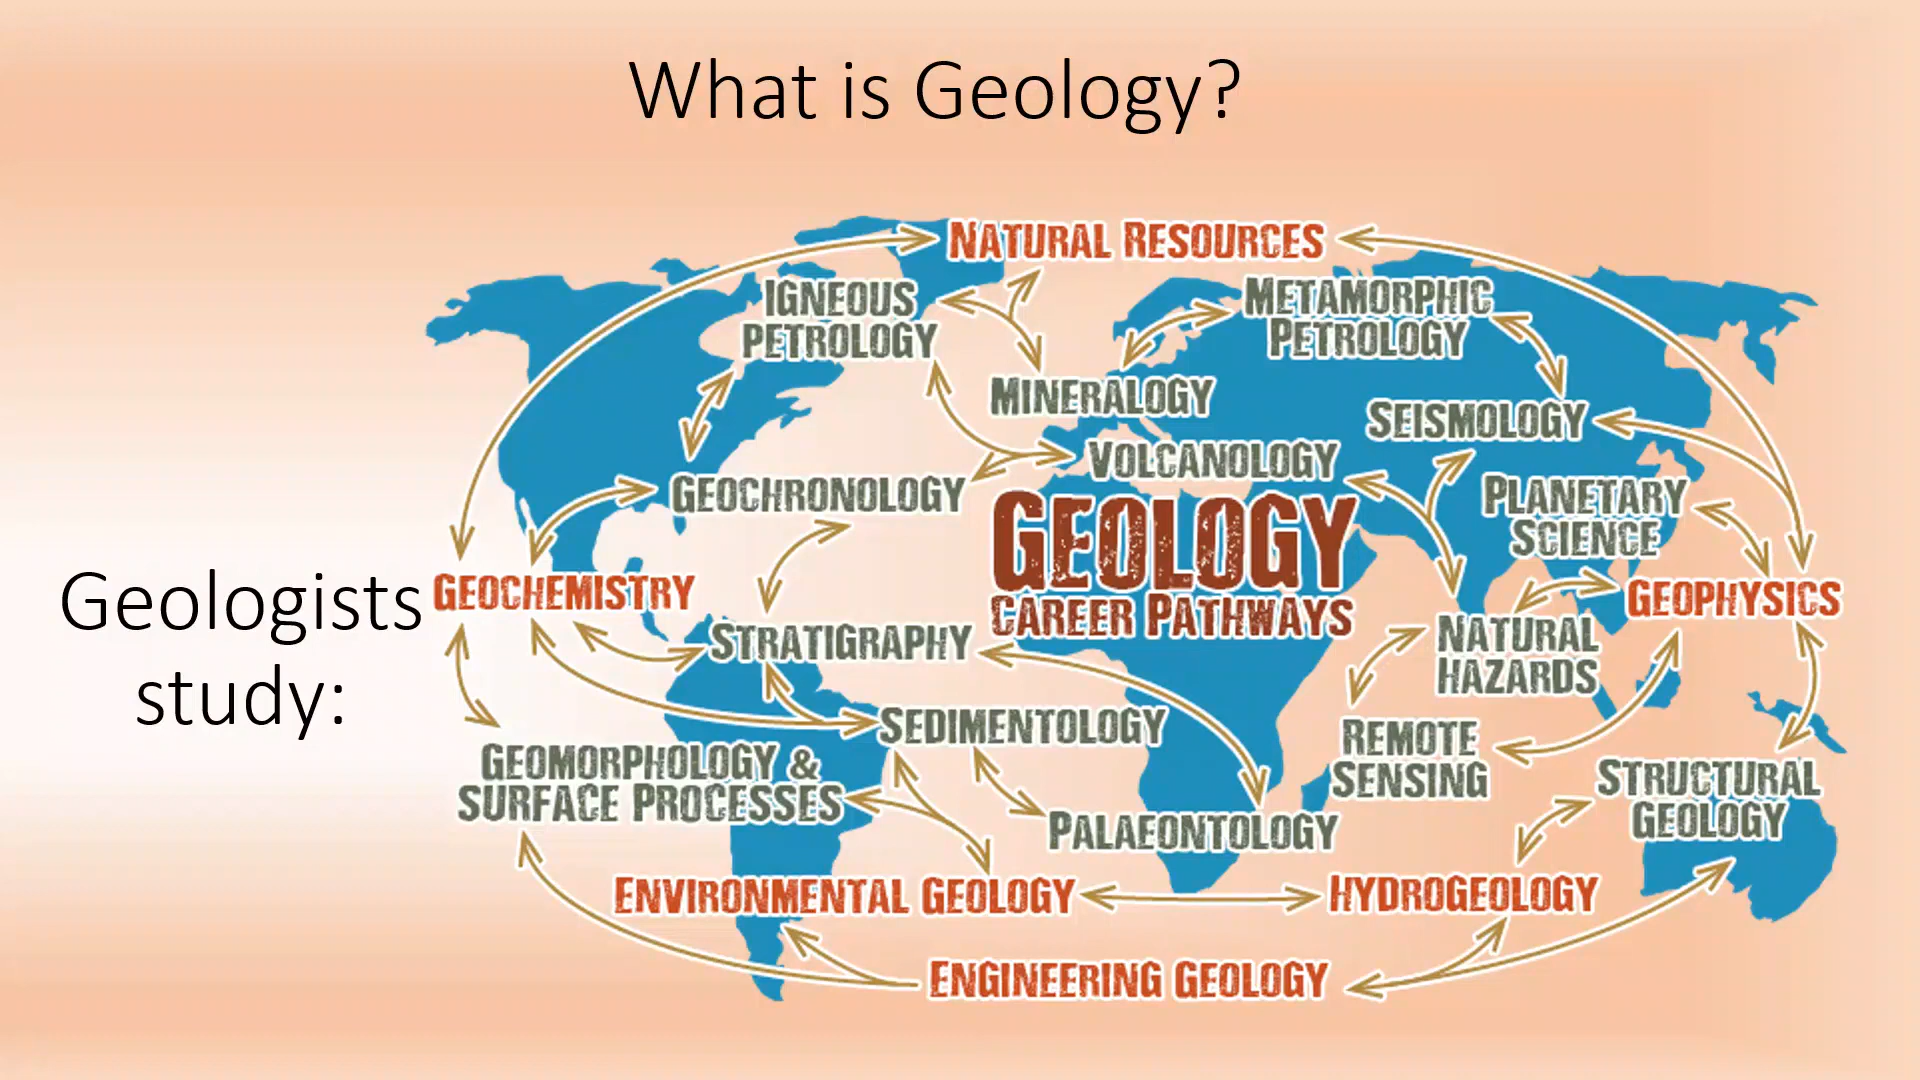 What is Geology?
Geologists
study:
NATURAL RESOURCES
IGNEOUS
PETROLOGY
METAMORPHIC
PETROLOGY
MINERALOGY
SEISMOLOGY
VOLCANOLOGY
GEOCHRONOLOGY
PLANETARY
SCIENCE
GEOLOGY
CAREER PATHWAYS
GEOCHEMISTRY
GEOPHYSICS
STRATIGRAPHY
NATURAL
HAZARDS
SEDIMENTOLOGY
REMOTE
SENSING
GEOMORPHOLOGY &
SURFACE PROCESSES
STRUCTURAL
GEOLOGY
PALAEONTOLOGY
ENVIRONMENTAL GEOLOGY
HYDROGEOLOGY
ENGINEERING GEOLOGY